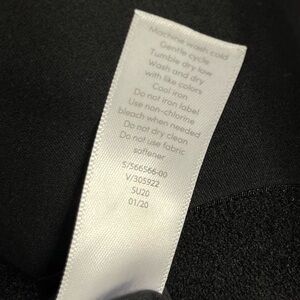 Machine wash cold
Gentle cycle
Tumble dry low
Wash and dry
with like colors
Cool iron
Do not iron label
Use non-chlorine
bleach when needed
Do not dry clean
Do not use fabric
softener
S/566566-00
V/305922
SU20
01/20